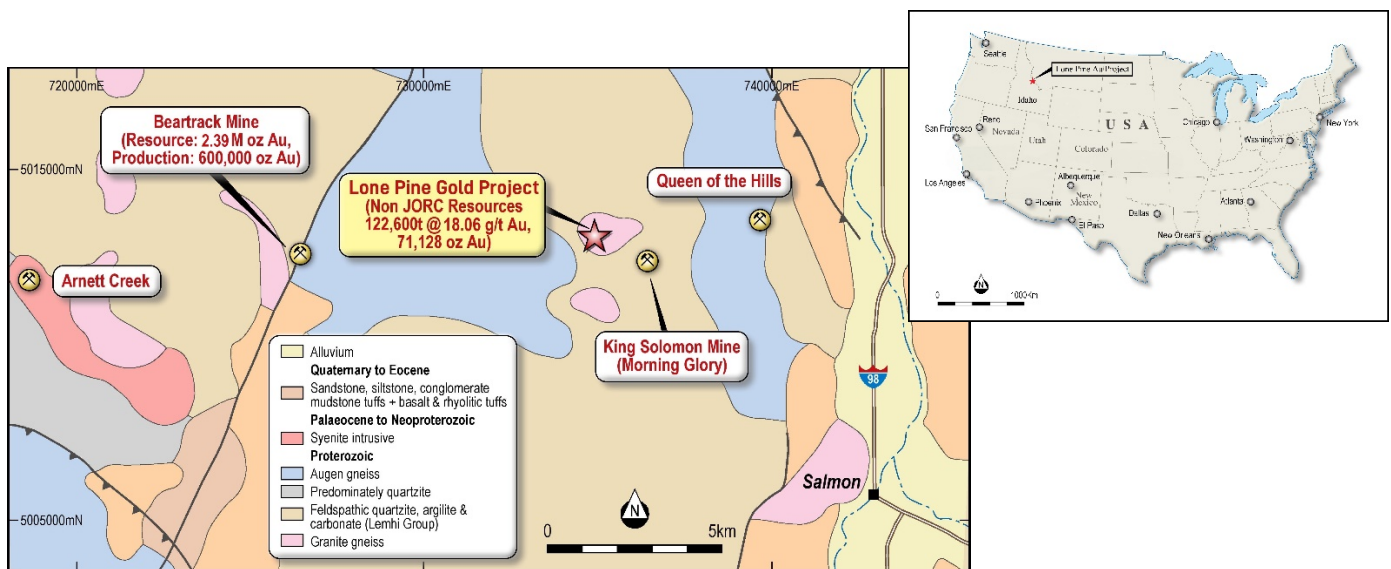 720000mE
730000mE
740000mE
5015000mN
5005000mN
Beartrack Mine
(Resource: 2.39 M oz Au,
Production: 600,000 oz Au)
Lone Pine Gold Project
(Non JORC Resources
122,600t @ 18.06 g/t Au,
71,128 oz Au)
Queen of the Hills
Arnett Creek
King Solomon Mine
(Morning Glory)
98
Salmon
Alluvium
Quaternary to Eocene
Sandstone, siltstone, conglomerate
mudstone tuffs + basalt & rhyolitic tuffs
Palaeocene to Neoproterozoic
Syenite intrusive
Proterozoic
Augen gneiss
Predominately quartzite
Feldspathic quartzite, argilite &
carbonate (Lemhi Group)
Granite gneiss
N
0
5km
Seattle
Lone Pine Au Project
Idaho
Reno
Nevada
San Francisco
Utah
Colorado
U S A
Chicago
New York
Washington
Los Angeles
Albuquerque
New
Mexico
Phoenix
El Paso
Dallas
Atlanta
New Orleans
N
0
1000Km